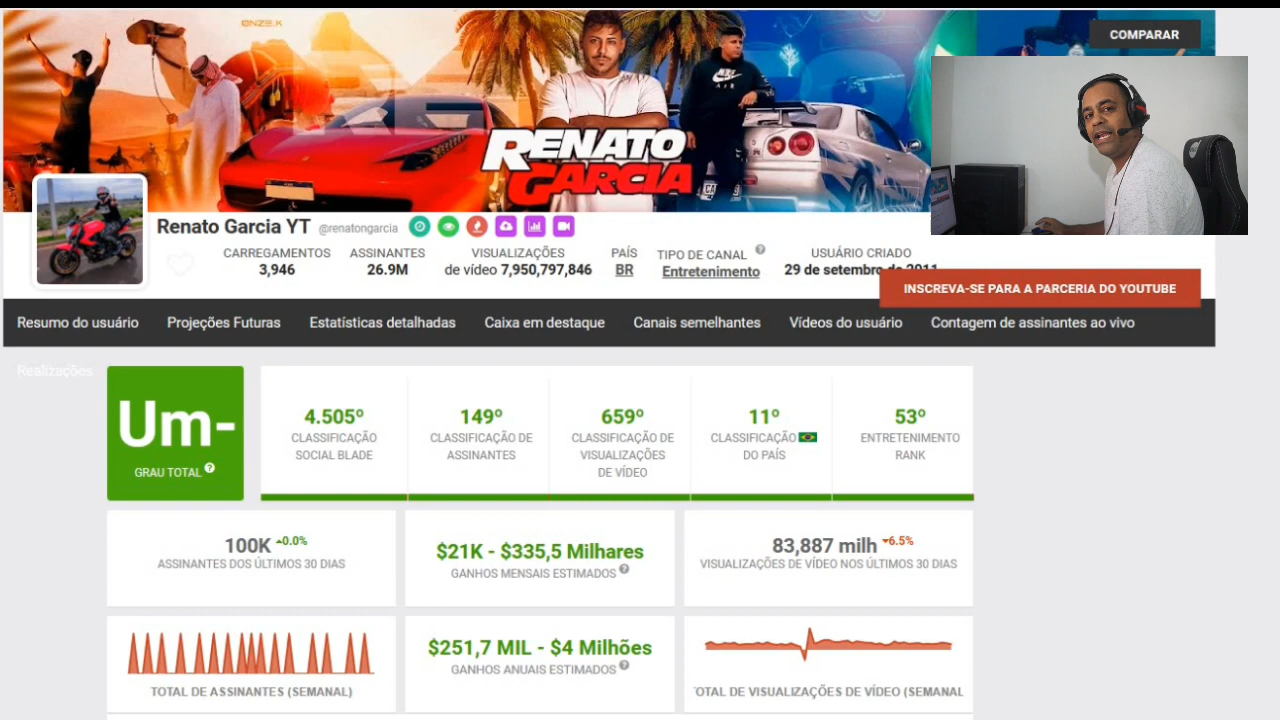 ONZE.K
COMPARAR
RENATO
GARCIA
NIKE
AIR
Renato Garcia YT @renatongarcia
CARREGAMENTOS
3,946
ASSINANTES
26.9M
VISUALIZAÇÕES
de vídeo 7,950,797,846
PAÍS
BR
TIPO DE CANAL ?
Entretenimento
USUÁRIO CRIADO
29 de setembro de 2011
INSCREVA-SE PARA A PARCERIA DO YOUTUBE
Resumo do usuário
Projeções Futuras
Estatísticas detalhadas
Caixa em destaque
Canais semelhantes
Vídeos do usuário
Contagem de assinantes ao vivo
Realizações
Um-
GRAU TOTAL ?
4.505º
CLASSIFICAÇÃO
SOCIAL BLADE
149º
CLASSIFICAÇÃO DE
ASSINANTES
659º
CLASSIFICAÇÃO DE
VISUALIZAÇÕES
DE VÍDEO
11º
CLASSIFICAÇÃO
DO PAÍS
53º
ENTRETENIMENTO
RANK
100K 0.0%
ASSINANTES DOS ÚLTIMOS 30 DIAS
$21K - $335,5 Milhares
GANHOS MENSAIS ESTIMADOS ?
83,887 milh 6.5%
VISUALIZAÇÕES DE VÍDEO NOS ÚLTIMOS 30 DIAS
TOTAL DE ASSINANTES (SEMANAL)
$251,7 MIL - $4 Milhões
GANHOS ANUAIS ESTIMADOS ?
OTAL DE VISUALIZAÇÕES DE VÍDEO (SEMANAL